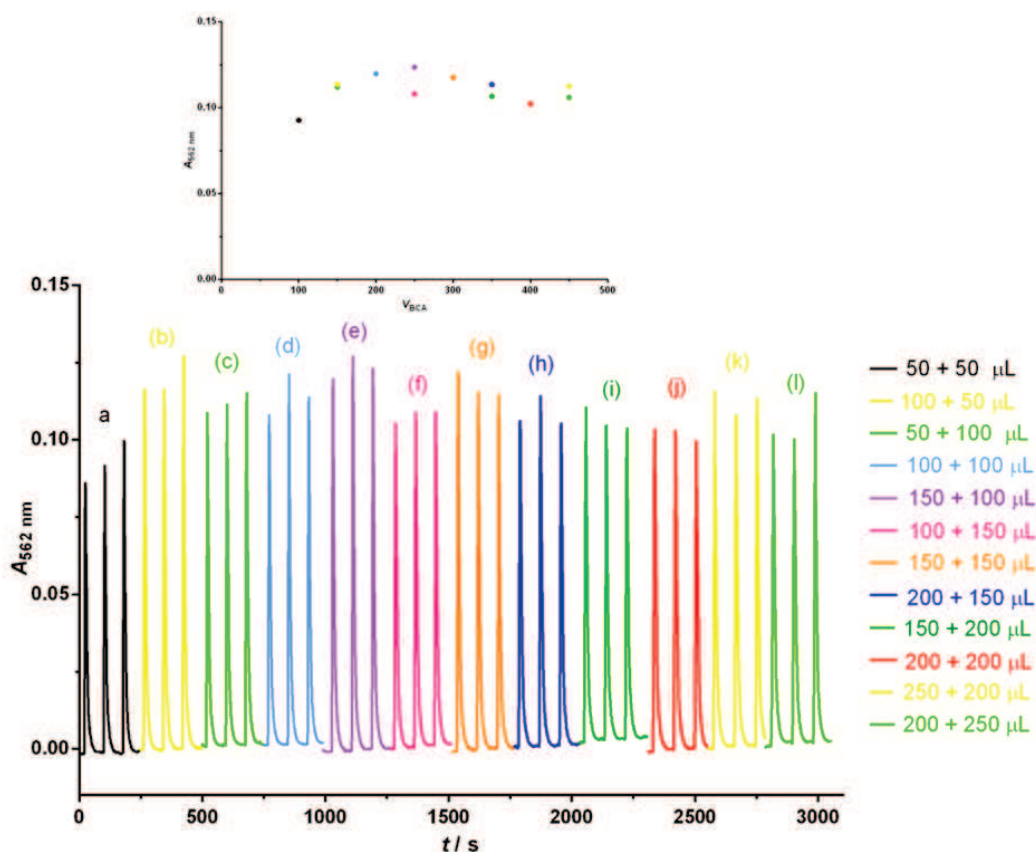 0.15
0.10
0.05
0.00
A562 nm
0 100 200 300 400 500
VBCA
0.15
0.10
0.05
0.00
A562 nm
a
(b)
(c)
(d)
(e)
(f)
(g)
(h)
(i)
(j)
(k)
(l)
0 500 1000 1500 2000 2500 3000
t / s
50 + 50 μL
100 + 50 μL
50 + 100 μL
100 + 100 μL
150 + 100 μL
100 + 150 μL
150 + 150 μL
200 + 150 μL
150 + 200 μL
200 + 200 μL
250 + 200 μL
200 + 250 μL